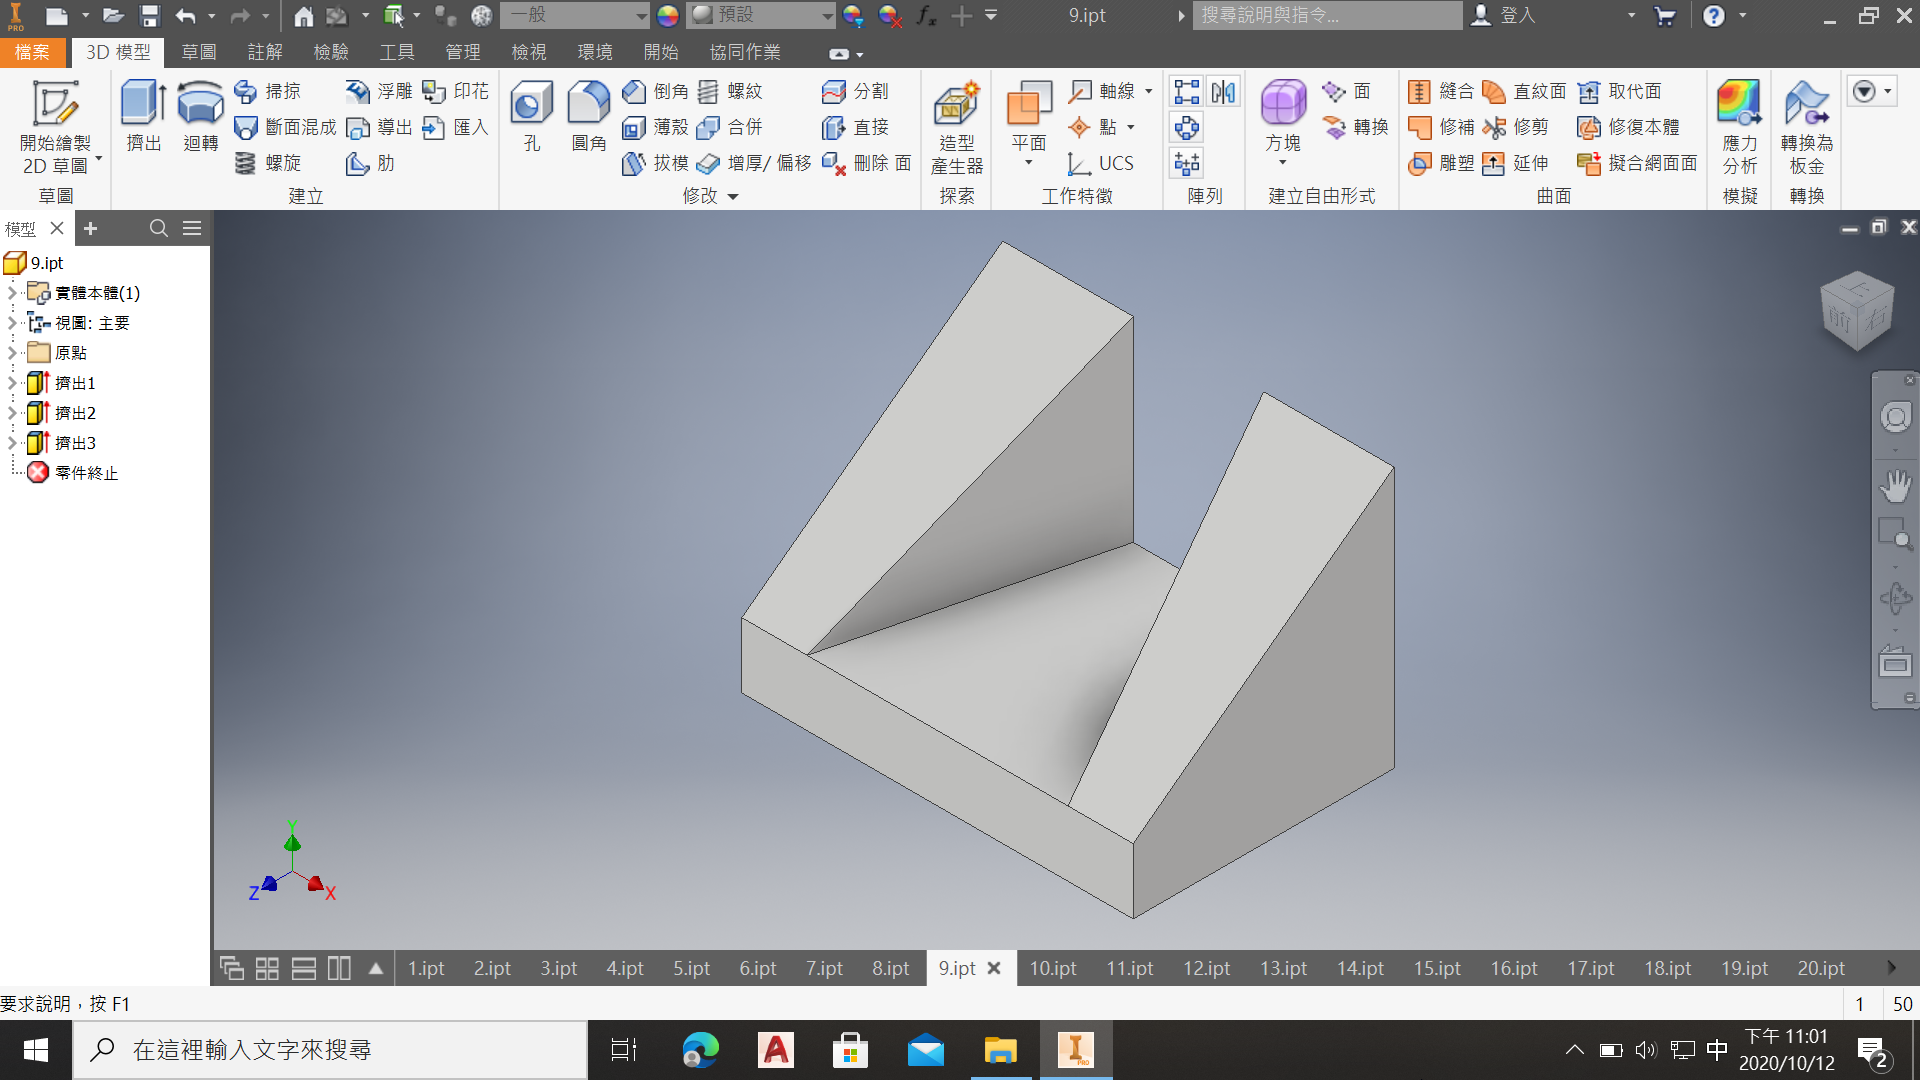 PRO
一般
預設
9.ipt
搜尋說明與指令...
登入
檔案
3D 模型
草圖
註解
檢驗
工具
管理
檢視
環境
開始
協同作業
開始繪製
2D 草圖
草圖
擠出
迴轉
掃掠
斷面混成
螺旋
浮雕
導出
肋
印花
匯入
建立
孔
圓角
倒角
薄殼
拔模
螺紋
合併
增厚/ 偏移
分割
直接
刪除 面
修改
造型
產生器
探索
平面
軸線
點
UCS
工作特徵
陣列
方塊
面
轉換
建立自由形式
縫合
修補
雕塑
直紋面
修剪
延伸
取代面
修復本體
擬合網面面
曲面
應力
分析
模擬
轉換為
板金
轉換
模型
9.ipt
實體本體(1)
視圖: 主要
原點
擠出1
擠出2
擠出3
零件終止
上
前
右
Y
Z
X
1.ipt
2.ipt
3.ipt
4.ipt
5.ipt
6.ipt
7.ipt
8.ipt
9.ipt
10.ipt
11.ipt
12.ipt
13.ipt
14.ipt
15.ipt
16.ipt
17.ipt
18.ipt
19.ipt
20.ipt
要求說明，按 F1
1
50
在這裡輸入文字來搜尋
中
下午 11:01
2020/10/12
2